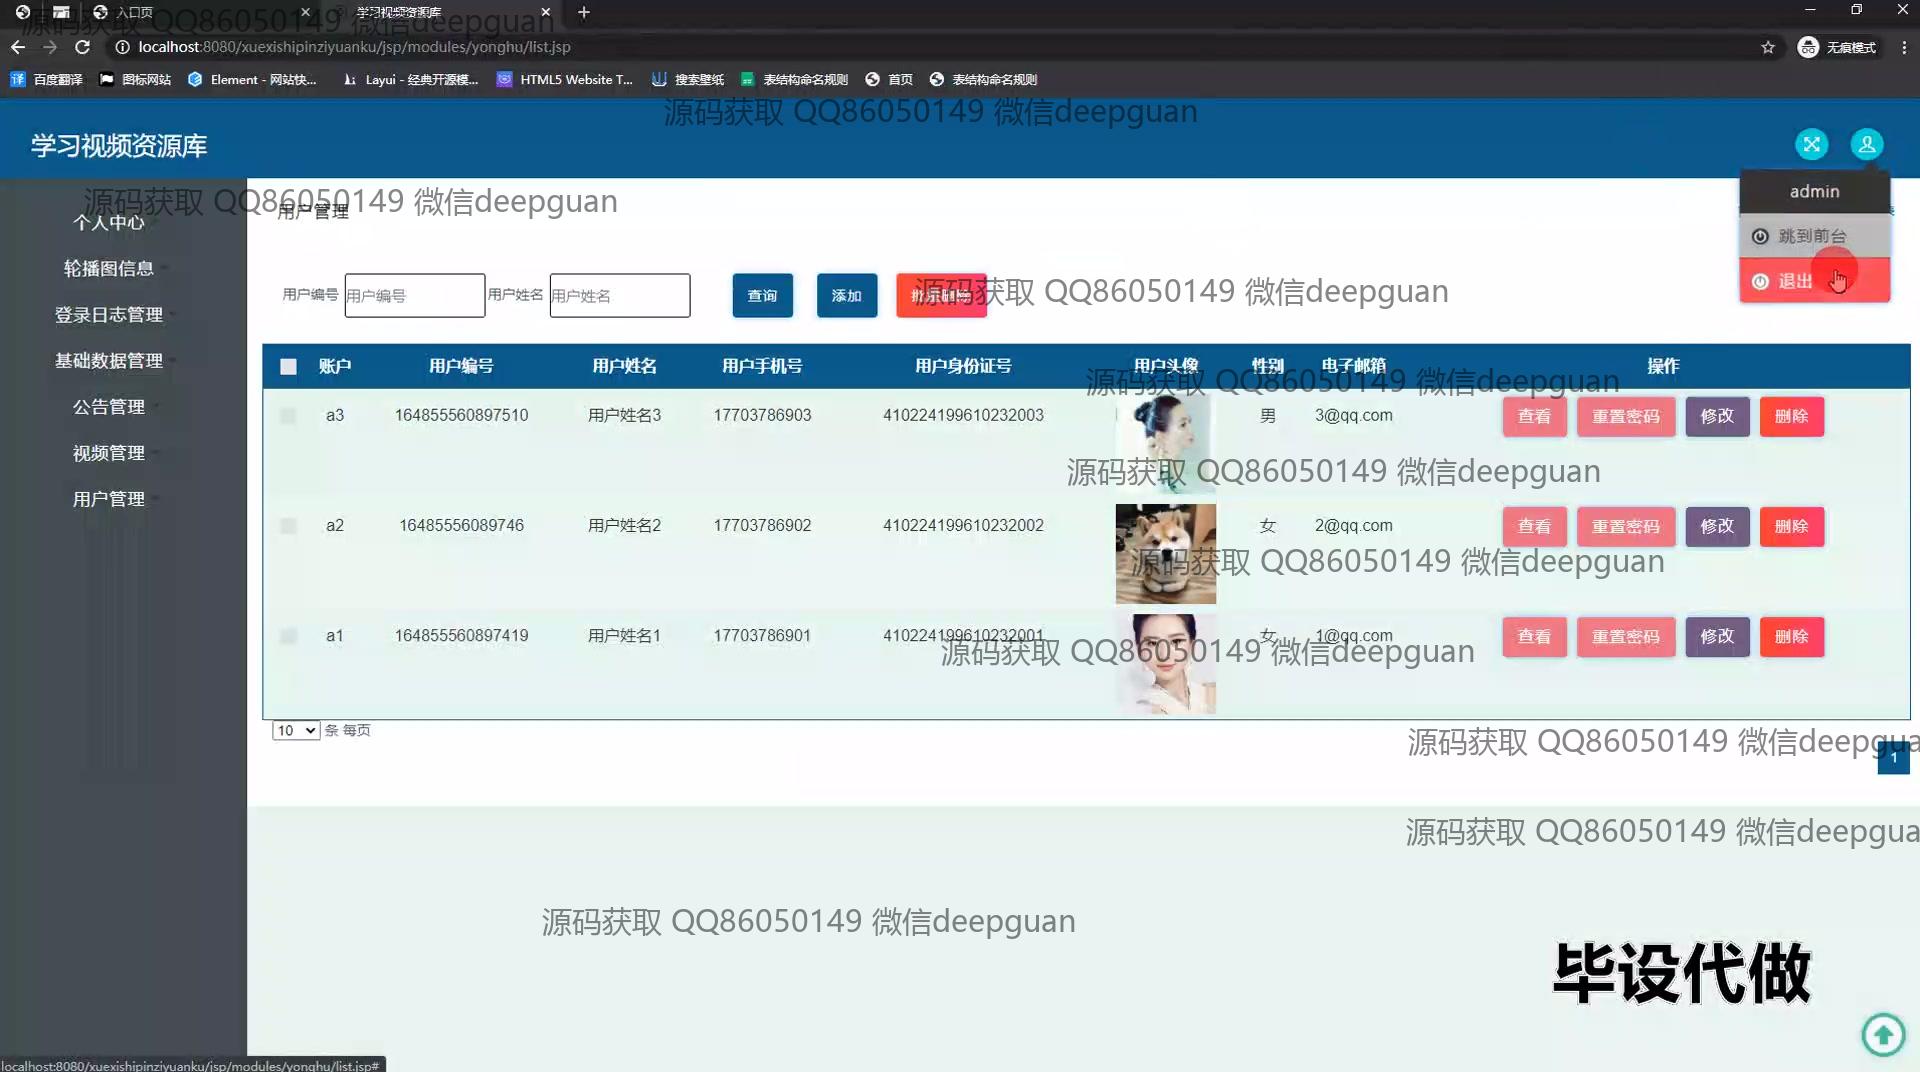 入口页
学习视频资源库
localhost:8080/xuexishipinziyuanku/jsp/modules/yonghu/list.jsp
无痕模式
百度翻译 图标网站 Element - 网站快... Layui - 经典开源模... HTML5 Website T... 搜索壁纸 表结构命名规则 首页 表结构命名规则
源码获取 QQ86050149 微信deepguan
源码获取 QQ86050149 微信deepguan
学习视频资源库
admin
跳到前台
退出
源码获取 QQ86050149 微信deepguan
个人中心
轮播图信息
登录日志管理
基础数据管理
公告管理
视频管理
用户管理
用户管理
用户编号 用户编号 用户姓名 用户姓名 查询 添加 批量删除
源码获取 QQ86050149 微信deepguan
账户 用户编号 用户姓名 用户手机号 用户身份证号 用户头像 性别 电子邮箱 操作
源码获取 QQ86050149 微信deepguan
a3 164855560897510 用户姓名3 17703786903 410224199610232003 男 3@qq.com 查看 重置密码 修改 删除
源码获取 QQ86050149 微信deepguan
a2 16485556089746 用户姓名2 17703786902 410224199610232002 女 2@qq.com 查看 重置密码 修改 删除
源码获取 QQ86050149 微信deepguan
a1 164855560897419 用户姓名1 17703786901 410224199610232001 女 1@qq.com 查看 重置密码 修改 删除
源码获取 QQ86050149 微信deepguan
10 条 每页
源码获取 QQ86050149 微信deepgua
1
源码获取 QQ86050149 微信deepgua
源码获取 QQ86050149 微信deepguan
毕设代做
localhost:8080/xuexishipinziyuanku/jsp/modules/yonghu/list.jsp#